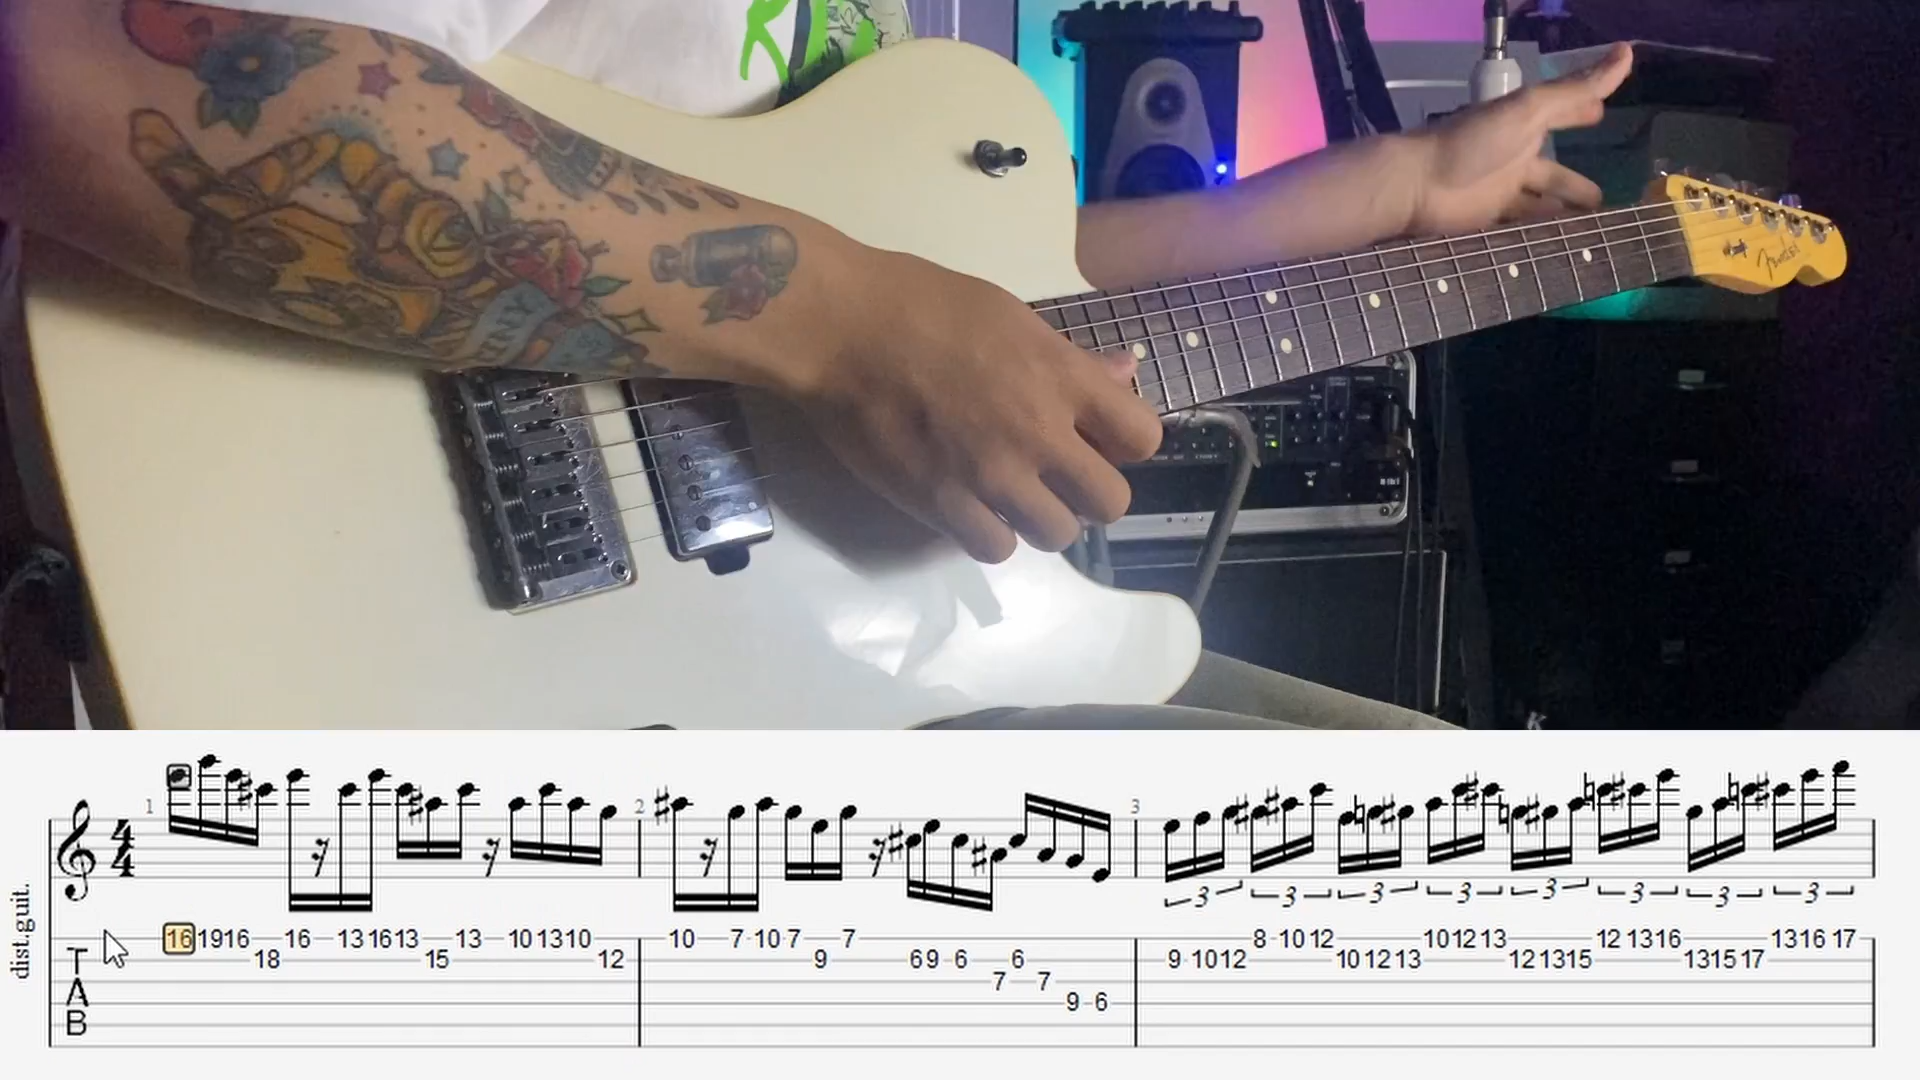 Fender
1 2 3
4
4
3 3 3 3 3 3 3 3
dist.guit.
T
A
B
16 19 16 16 13 16 13 13 10 13 10 10 7 10 7 7 8 10 12 10 12 13 12 13 16 13 16 17
18 15 12 9 6 9 6 6 9 10 12 10 12 13 12 13 15 13 15 17
7 7
9 6